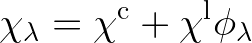 χ_λ = χ^c + χ^l ϕ_λ